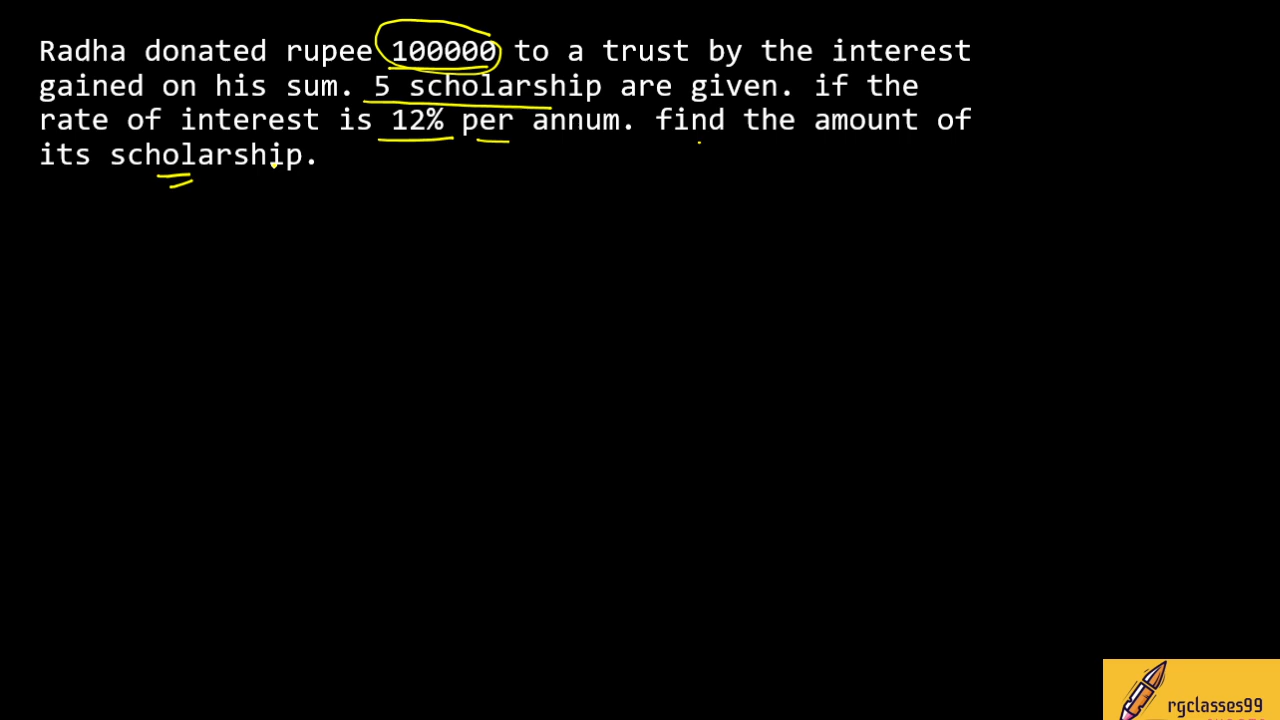 Radha donated rupee 100000 to a trust by the interest
gained on his sum. 5 scholarship are given. if the
rate of interest is 12% per annum. find the amount of
its scholarship.
rgclasses99